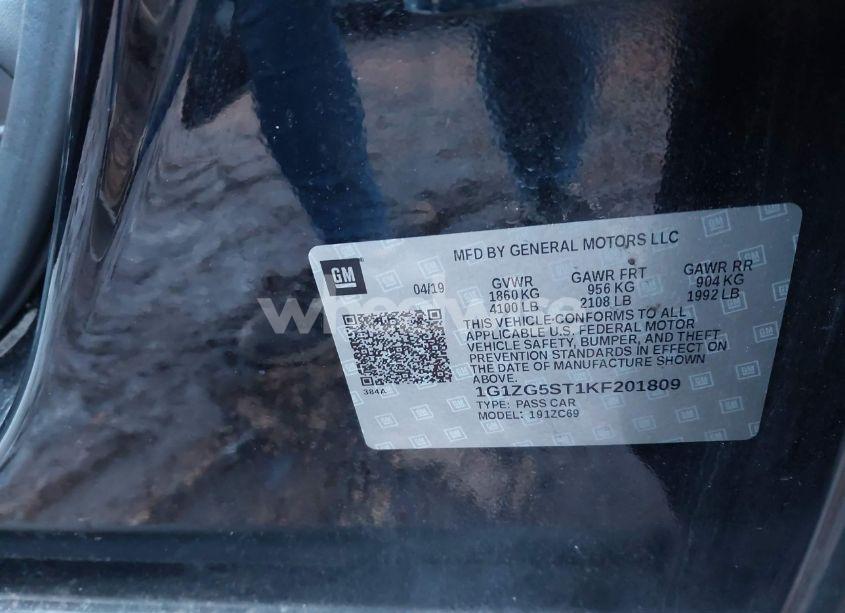 MFD BY GENERAL MOTORS LLC
GM
04/19
GVWR
1860 KG
4100 LB
GAWR FRT
956 KG
2108 LB
GAWR RR
904 KG
1992 LB
THIS VEHICLE CONFORMS TO ALL
APPLICABLE U.S. FEDERAL MOTOR
VEHICLE SAFETY, BUMPER, AND THEFT
PREVENTION STANDARDS IN EFFECT ON
THE DATE OF MANUFACTURE SHOWN
ABOVE.
384A
1G1ZG5ST1KF201809
TYPE: PASS CAR
MODEL: 191ZC69